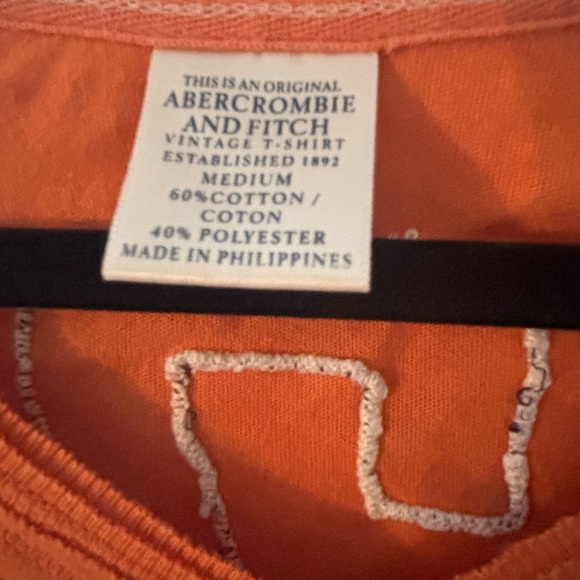 THIS IS AN ORIGINAL
ABERCROMBIE
AND FITCH
VINTAGE T-SHIRT
ESTABLISHED 1892
MEDIUM
60%COTTON /
COTON
40% POLYESTER
MADE IN PHILIPPINES